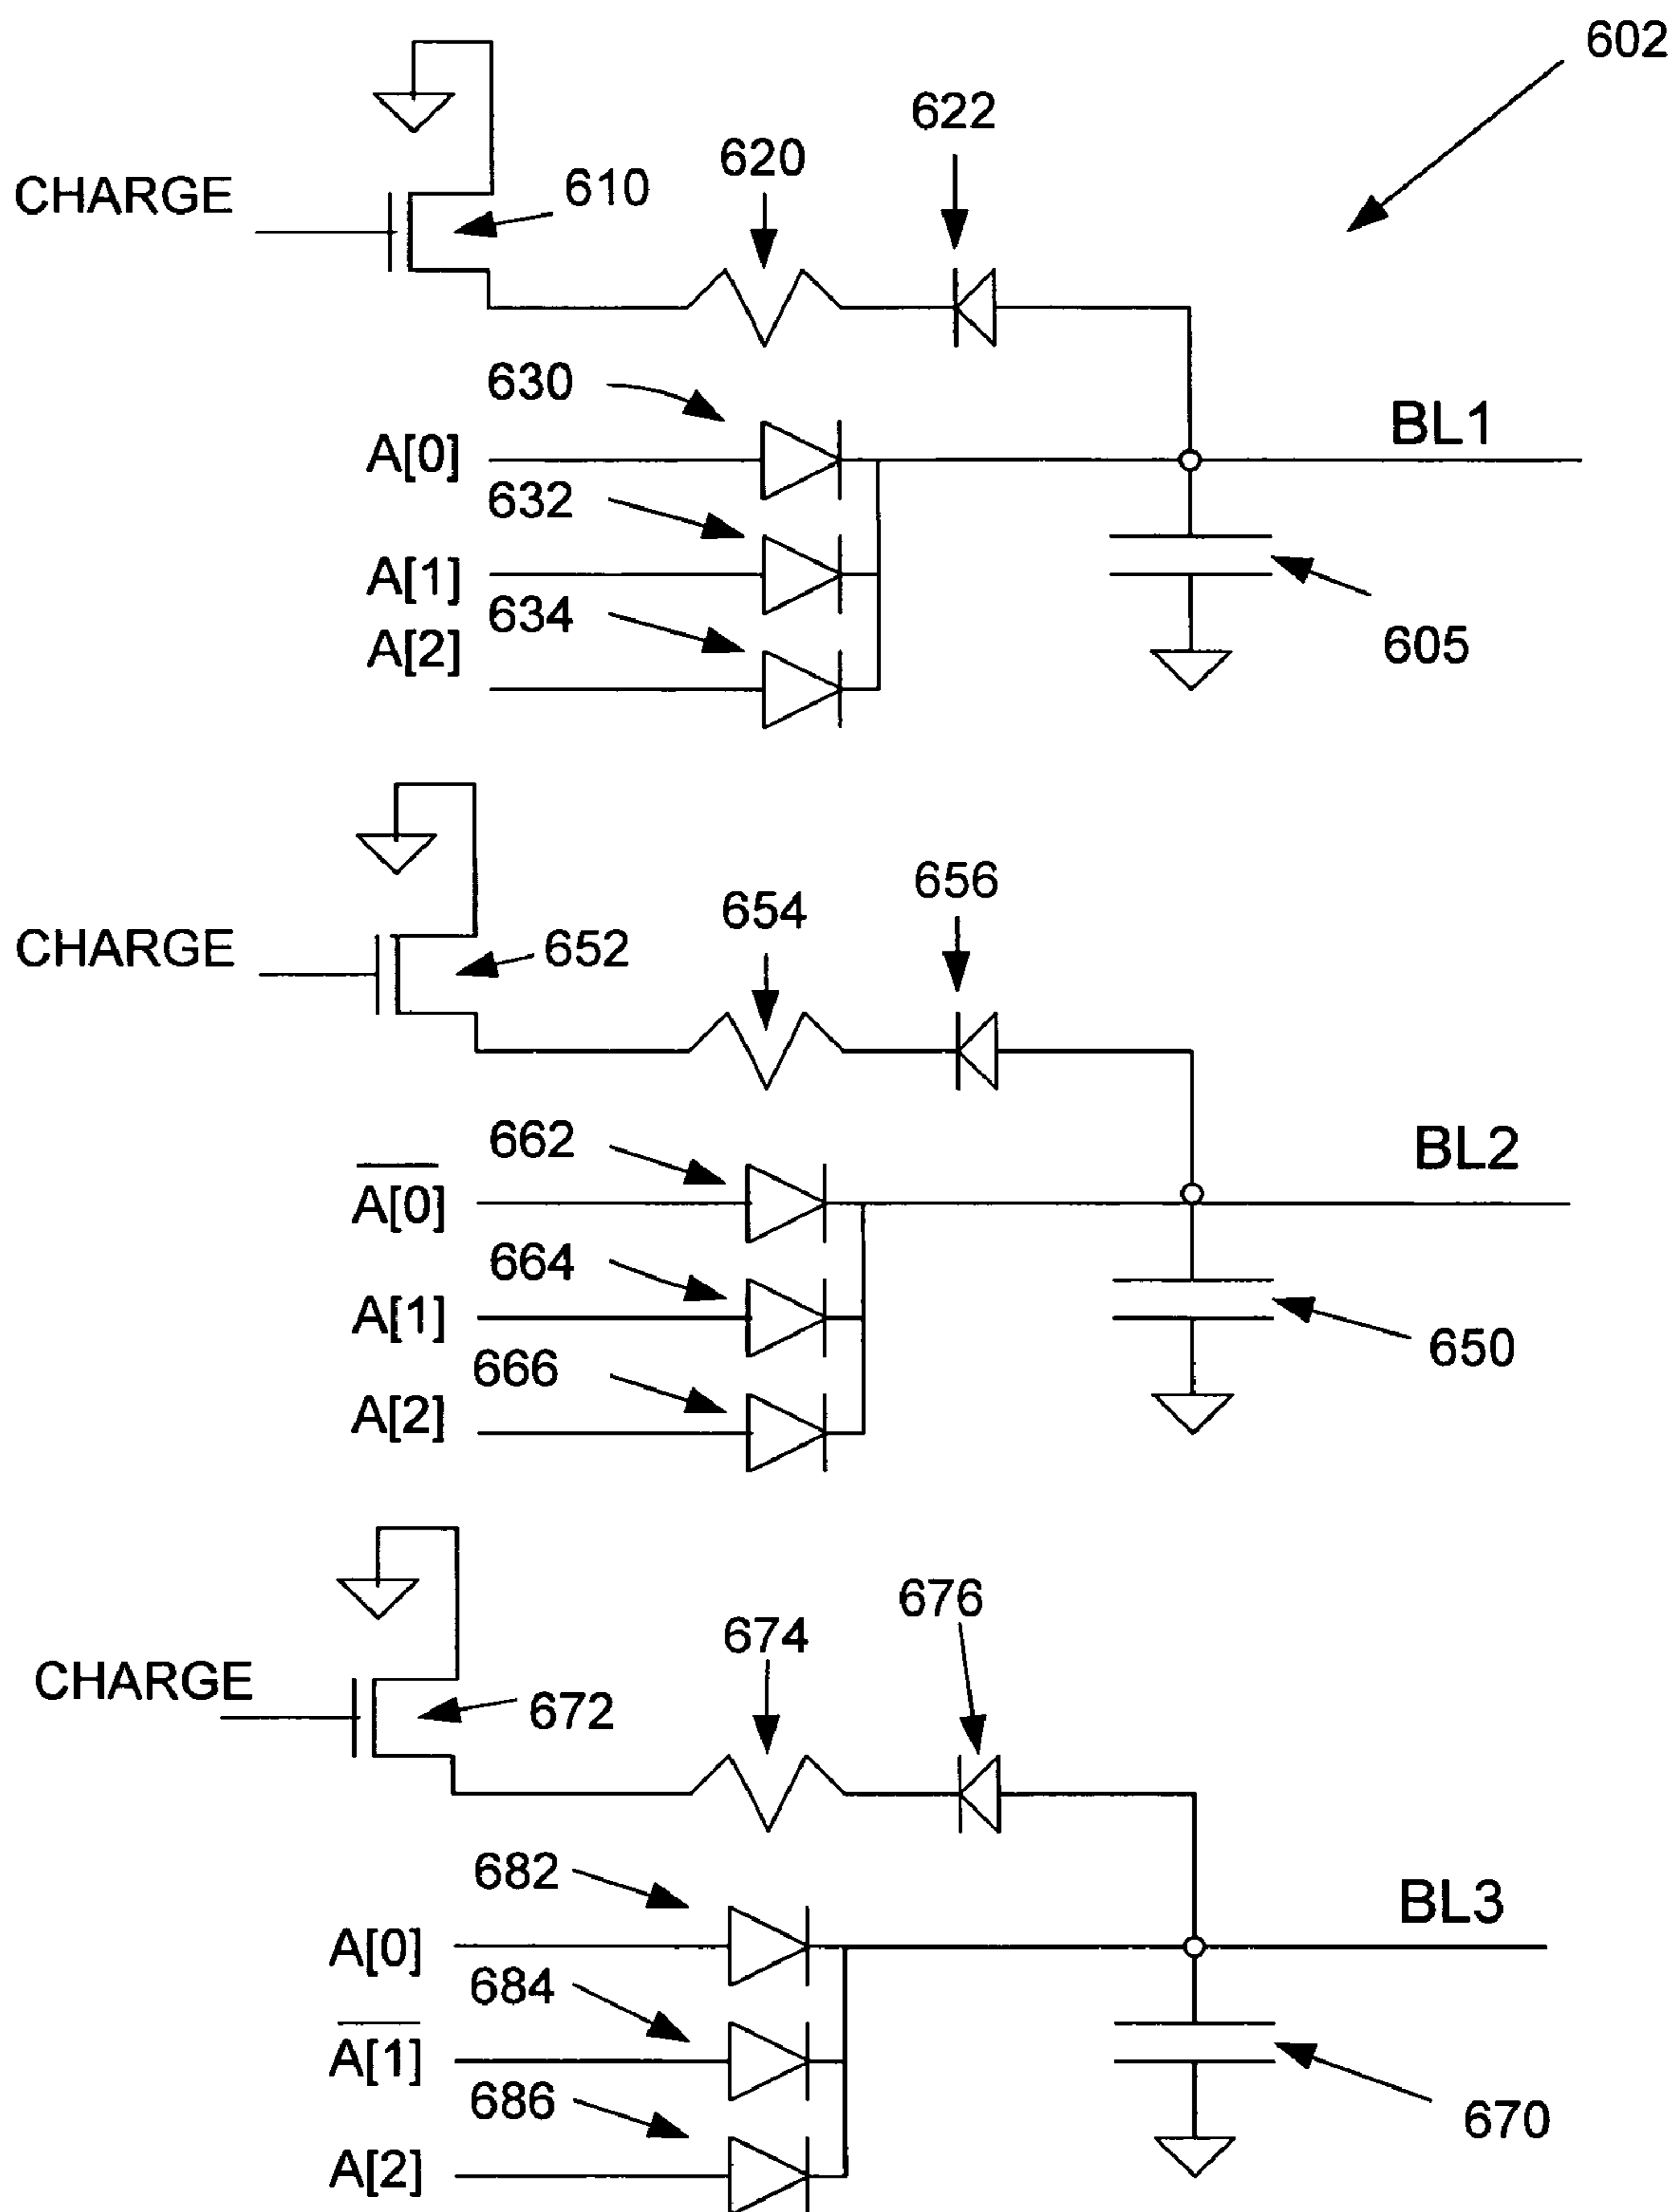 602
622
620
CHARGE
610
630
BL1
A[0]
632
A[1]
634
A[2]
605
656
654
CHARGE
652
662
BL2
A̅[̅0̅]̅
664
A[1]
650
666
A[2]
676
674
CHARGE
672
682
BL3
A[0]
684
A̅[̅1̅]̅
686
670
A[2]